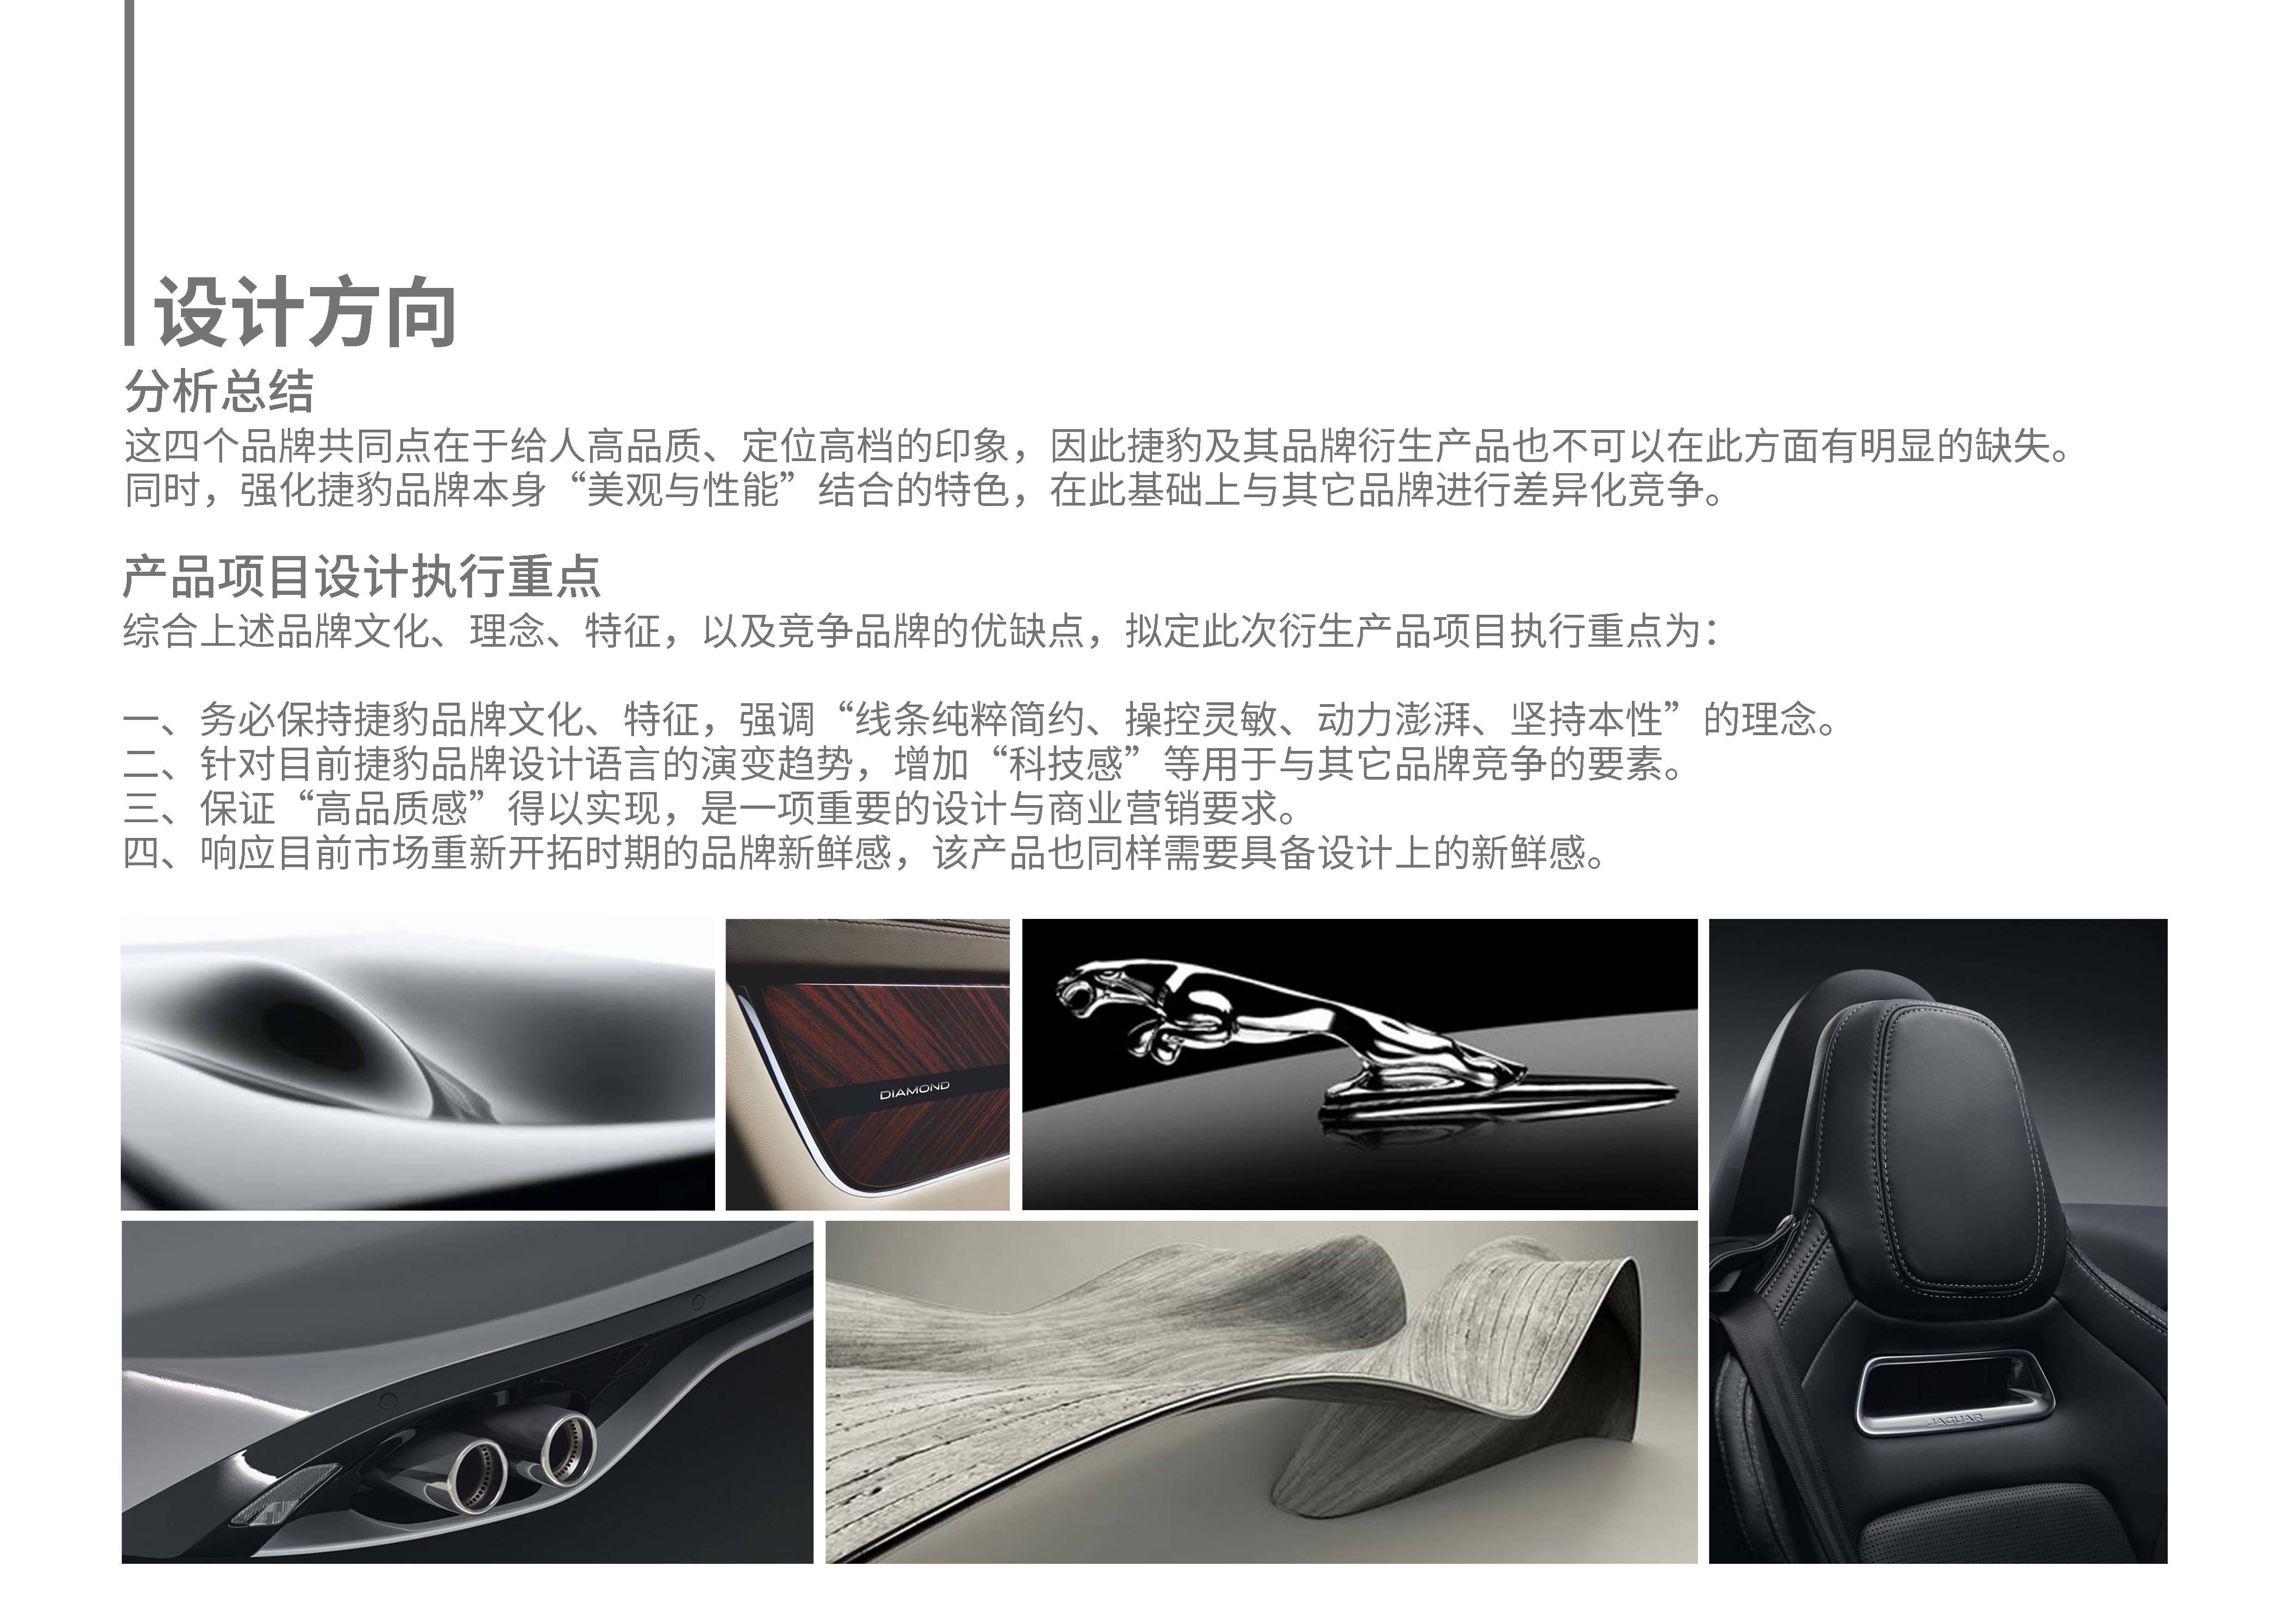 设计方向
分析总结
这四个品牌共同点在于给人高品质、定位高档的印象，因此捷豹及其品牌衍生产品也不可以在此方面有明显的缺失。
同时，强化捷豹品牌本身“美观与性能”结合的特色，在此基础上与其它品牌进行差异化竞争。
产品项目设计执行重点
综合上述品牌文化、理念、特征，以及竞争品牌的优缺点，拟定此次衍生产品项目执行重点为：
一、务必保持捷豹品牌文化、特征，强调“线条纯粹简约、操控灵敏、动力澎湃、坚持本性”的理念。
二、针对目前捷豹品牌设计语言的演变趋势，增加“科技感”等用于与其它品牌竞争的要素。
三、保证“高品质感”得以实现，是一项重要的设计与商业营销要求。
四、响应目前市场重新开拓时期的品牌新鲜感，该产品也同样需要具备设计上的新鲜感。
DIAMOND
JAGUAR